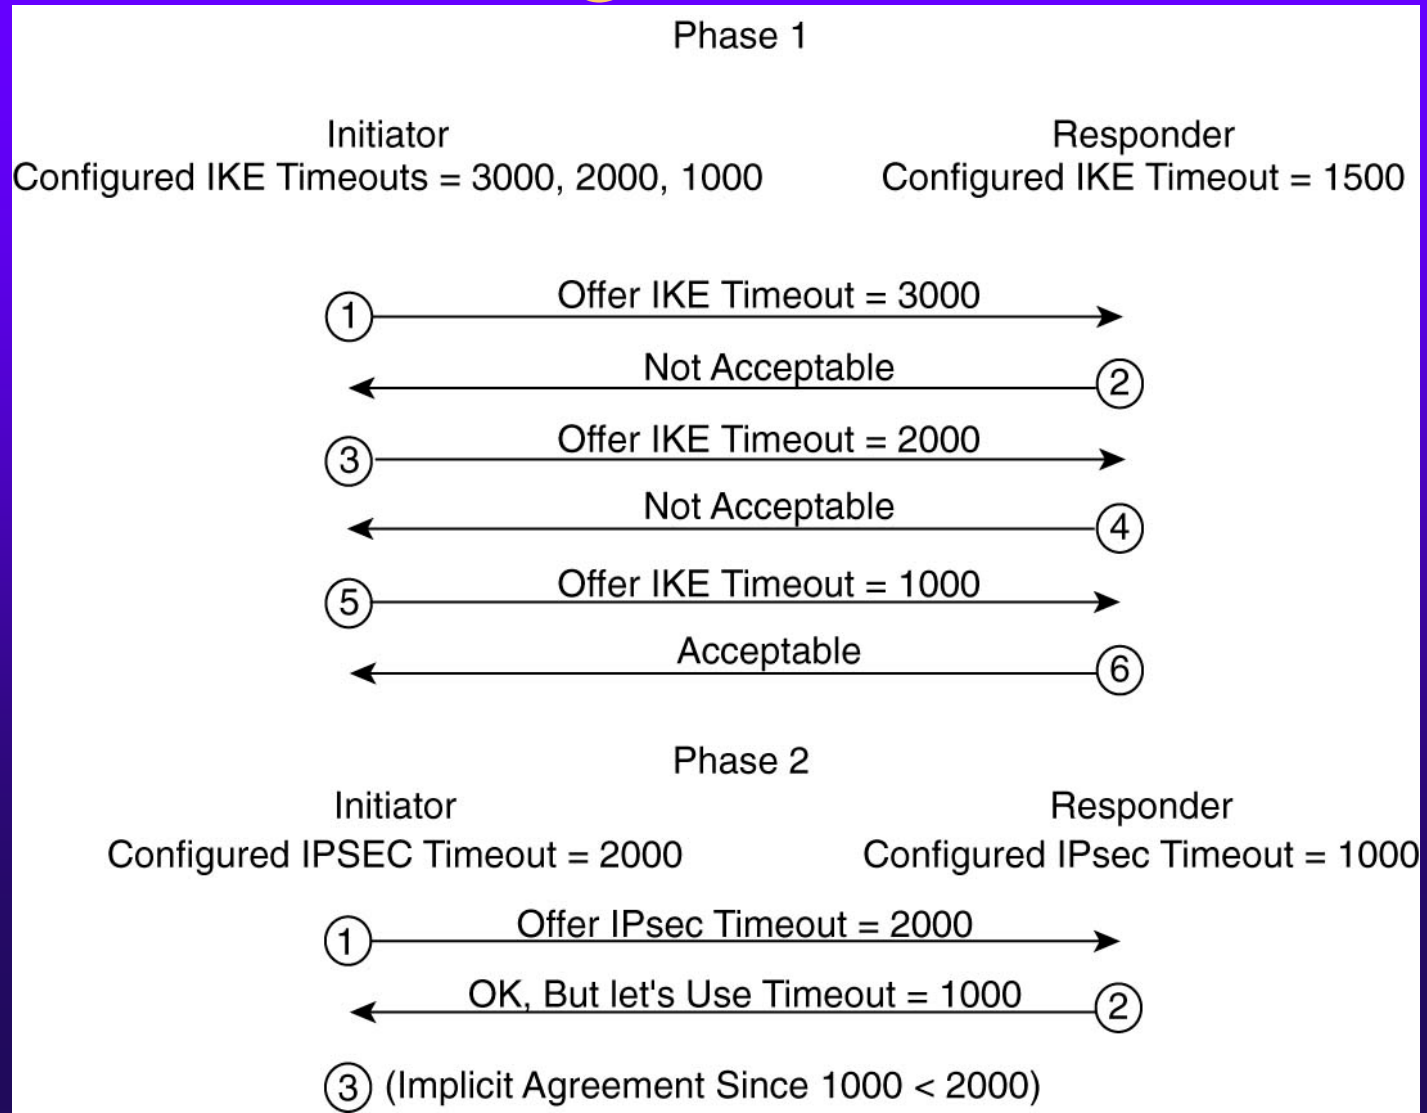 Phase 1
Initiator
Responder
Configured IKE Timeouts = 3000, 2000, 1000
Configured IKE Timeout = 1500
1
Offer IKE Timeout = 3000
Not Acceptable
2
3
Offer IKE Timeout = 2000
Not Acceptable
4
5
Offer IKE Timeout = 1000
Acceptable
6
Phase 2
Initiator
Responder
Configured IPSEC Timeout = 2000
Configured IPsec Timeout = 1000
1
Offer IPsec Timeout = 2000
OK, But let's Use Timeout = 1000
2
3 (Implicit Agreement Since 1000 < 2000)